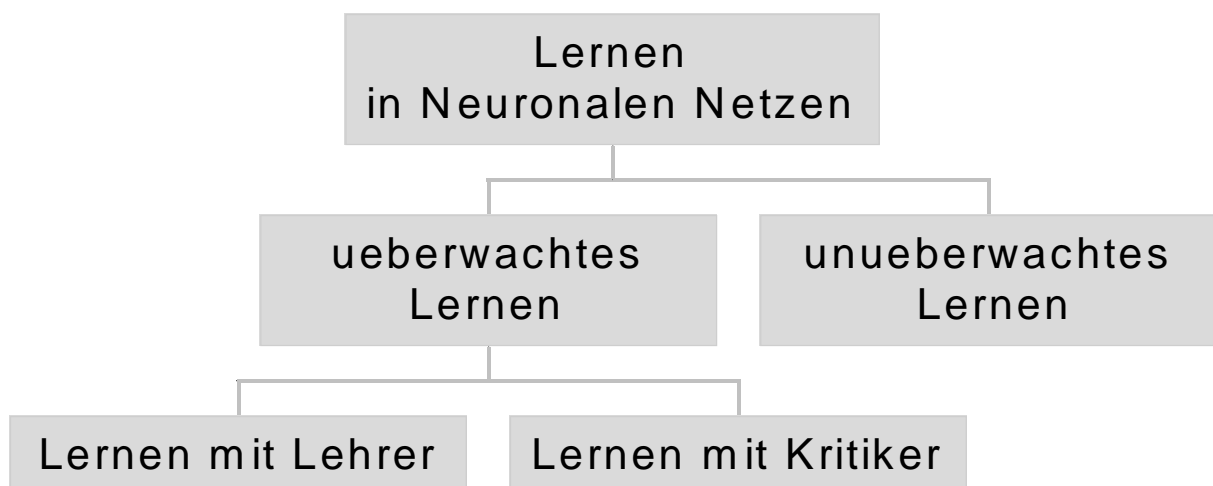 Lernen
in Neuronalen Netzen
ueberwachtes
Lernen
unueberwachtes
Lernen
Lernen mit Lehrer
Lernen mit Kritiker